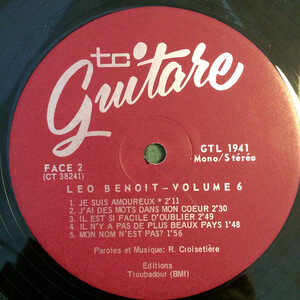 tc
Guitare
FACE 2
(CT 38241)
GTL 1941
Mono/Stéréo
LEO BENOIT-VOLUME 6
1. JE SUIS AMOUREUX * 2'11
2. J'AI DES MOTS DANS MON COEUR 2'30
3. IL EST SI FACILE D'OUBLIER 2'49
4. IL N'Y A PAS DE PLUS BEAUX PAYS 1'48
5. MON NOM N'EST PAS? 1'56
Paroles et Musique: R. Croisetière
Editions
Troubadour (BMI)